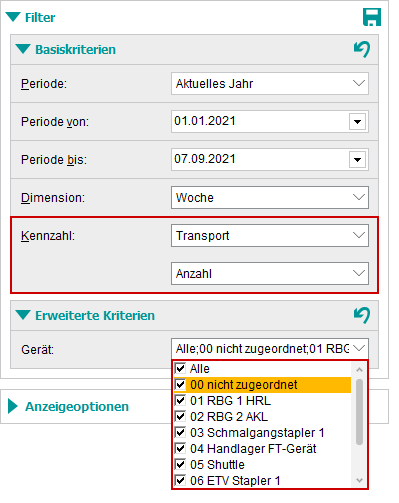 Filter
Basiskriterien
Periode: Aktuelles Jahr
Periode von: 01.01.2021
Periode bis: 07.09.2021
Dimension: Woche
Kennzahl: Transport
Anzahl
Erweiterte Kriterien
Gerät: Alle;00 nicht zugeordnet;01 RBG
Alle
00 nicht zugeordnet
01 RBG 1 HRL
02 RBG 2 AKL
03 Schmalgangstapler 1
04 Handlager FT-Gerät
05 Shuttle
06 ETV Stapler 1
Anzeigeoptionen